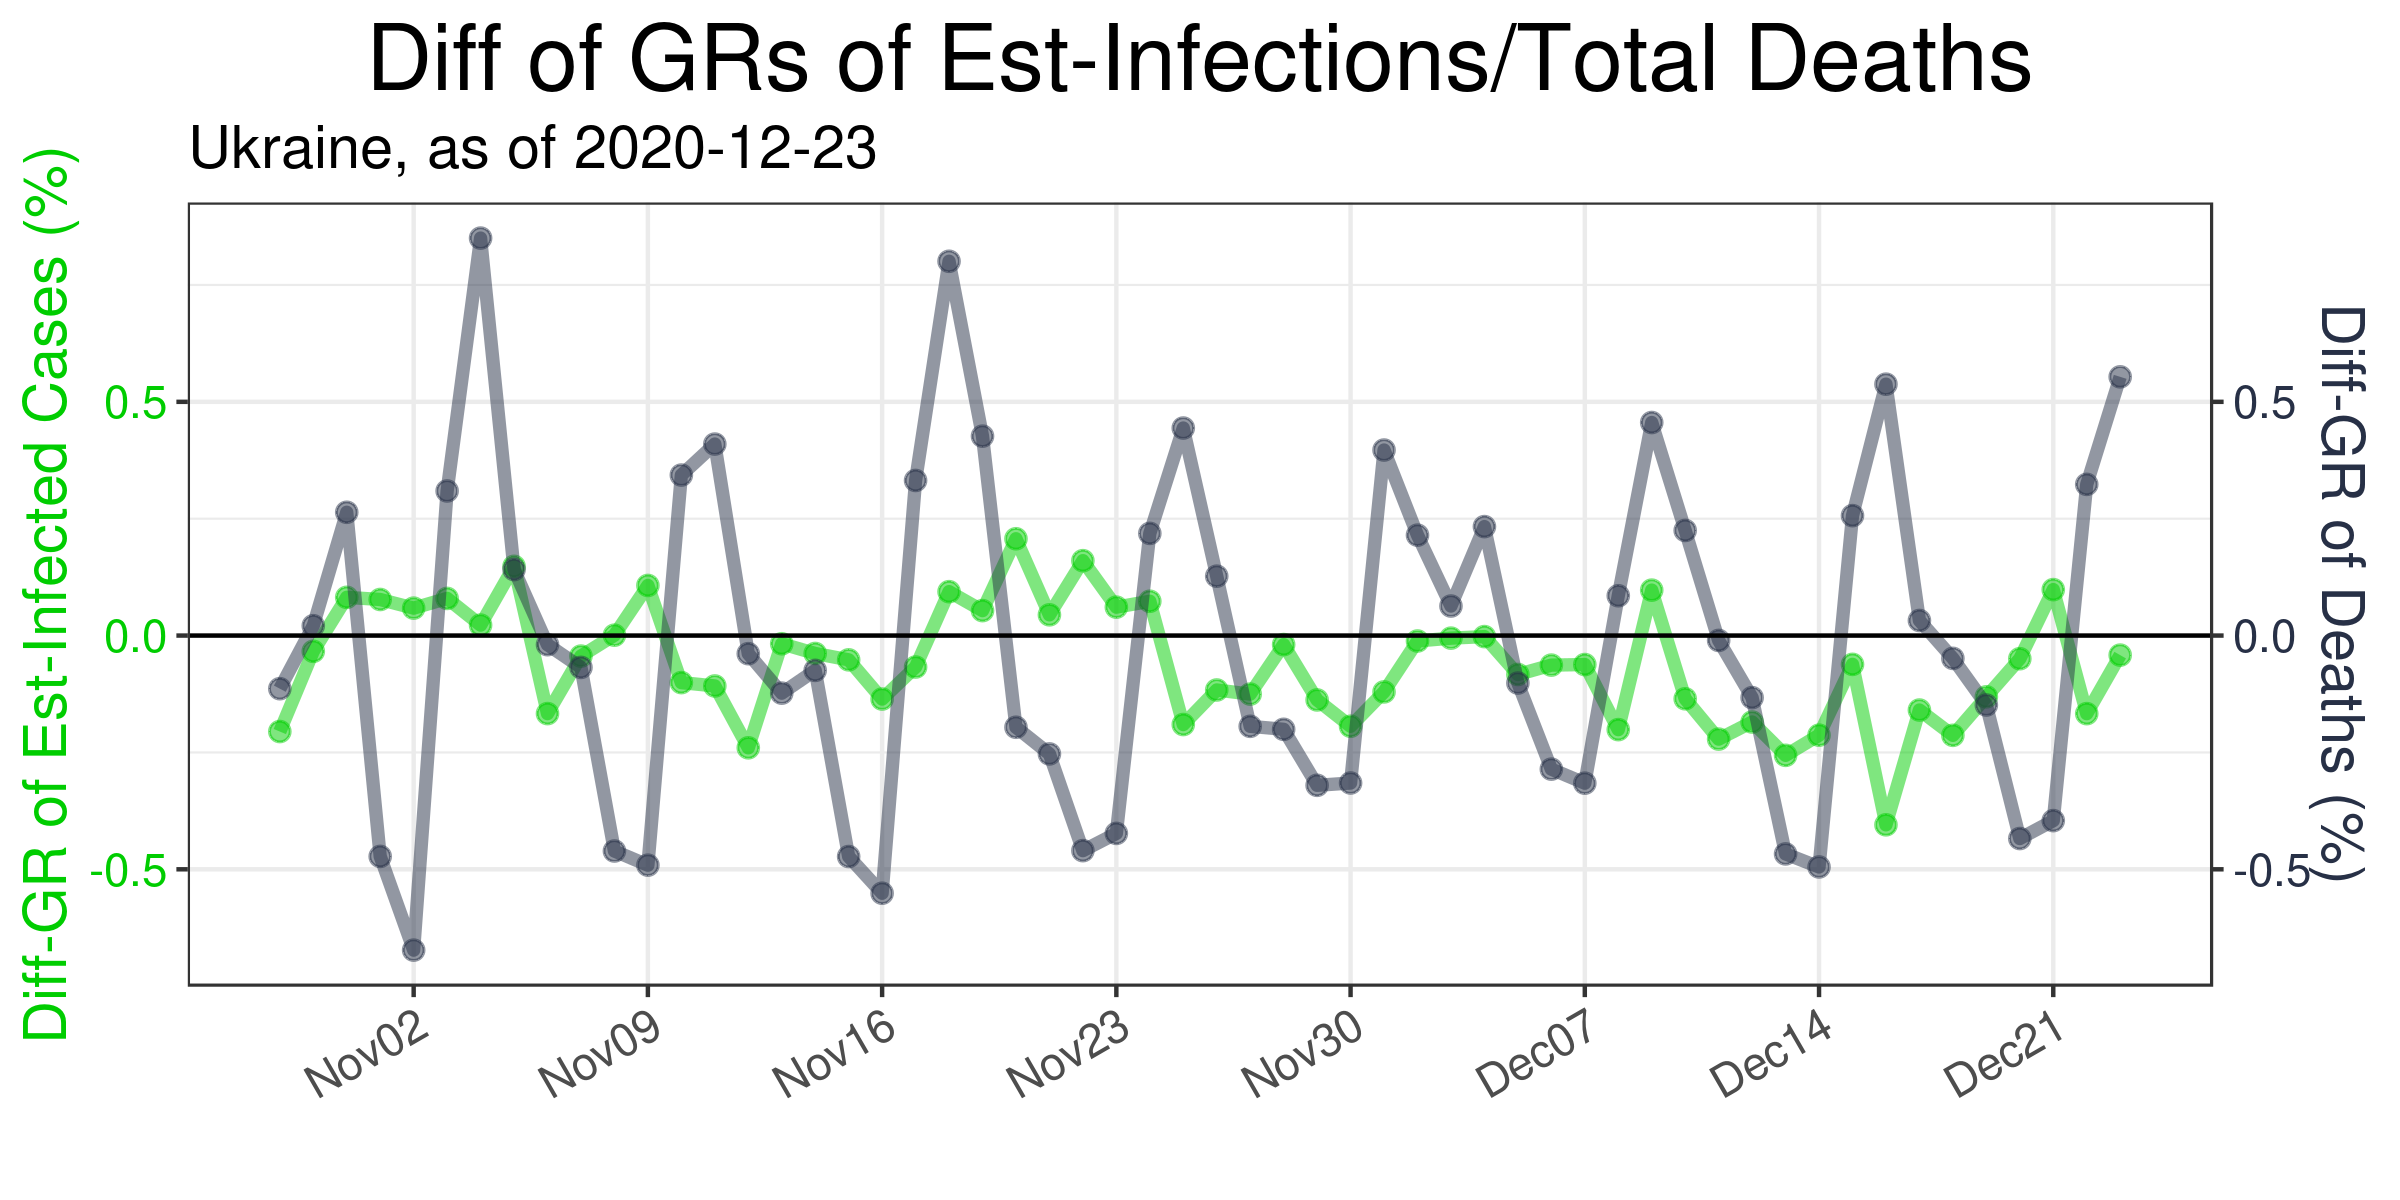 Diff of GRs of Est-Infections/Total Deaths
Ukraine, as of 2020-12-23
Diff-GR of Est-Infected Cases (%)
0.5
0.0
-0.5
0.5
0.0
-0.5
Diff-GR of Deaths (%)
Nov02
Nov09
Nov16
Nov23
Nov30
Dec07
Dec14
Dec21